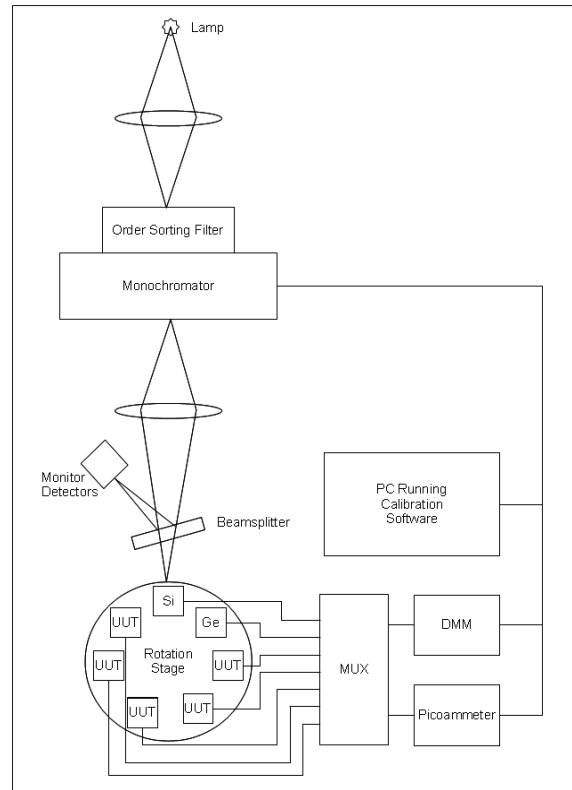 Lamp
Order Sorting Filter
Monochromator
Monitor
Detectors
Beamsplitter
PC Running
Calibration
Software
Si
UUT
Ge
Rotation
Stage
UUT
UUT
UUT
UUT
MUX
DMM
Picoammeter